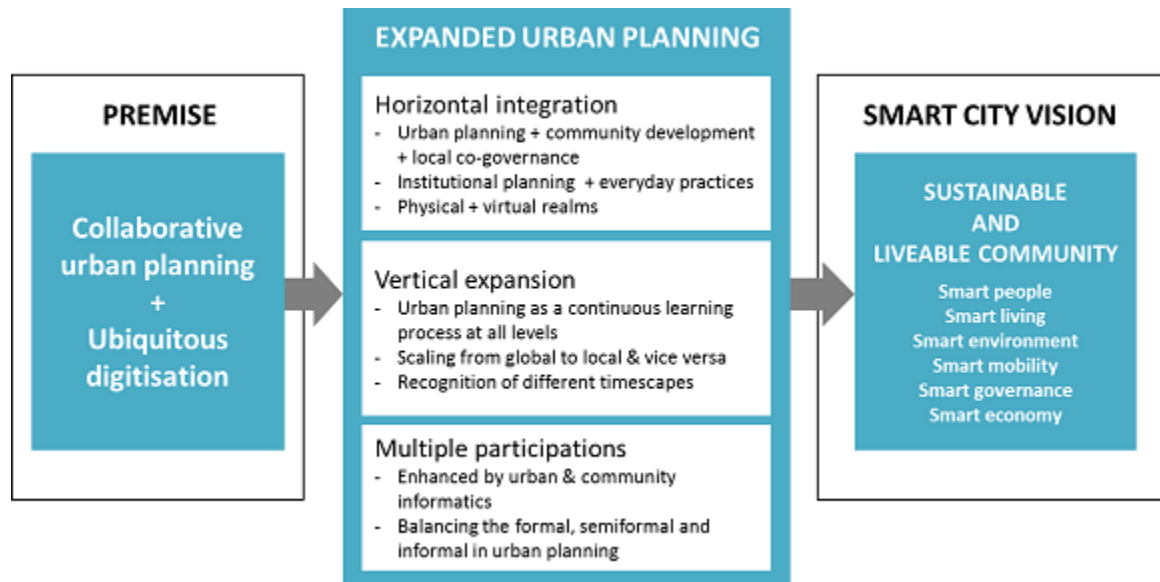 PREMISE
Collaborative
urban planning
+
Ubiquitous
digitisation
EXPANDED URBAN PLANNING
Horizontal integration
- Urban planning + community development
+ local co-governance
- Institutional planning + everyday practices
- Physical + virtual realms
Vertical expansion
- Urban planning as a continuous learning
process at all levels
- Scaling from global to local & vice versa
- Recognition of different timescapes
Multiple participations
- Enhanced by urban & community
informatics
- Balancing the formal, semiformal and
informal in urban planning
SMART CITY VISION
SUSTAINABLE
AND
LIVEABLE COMMUNITY
Smart people
Smart living
Smart environment
Smart mobility
Smart governance
Smart economy